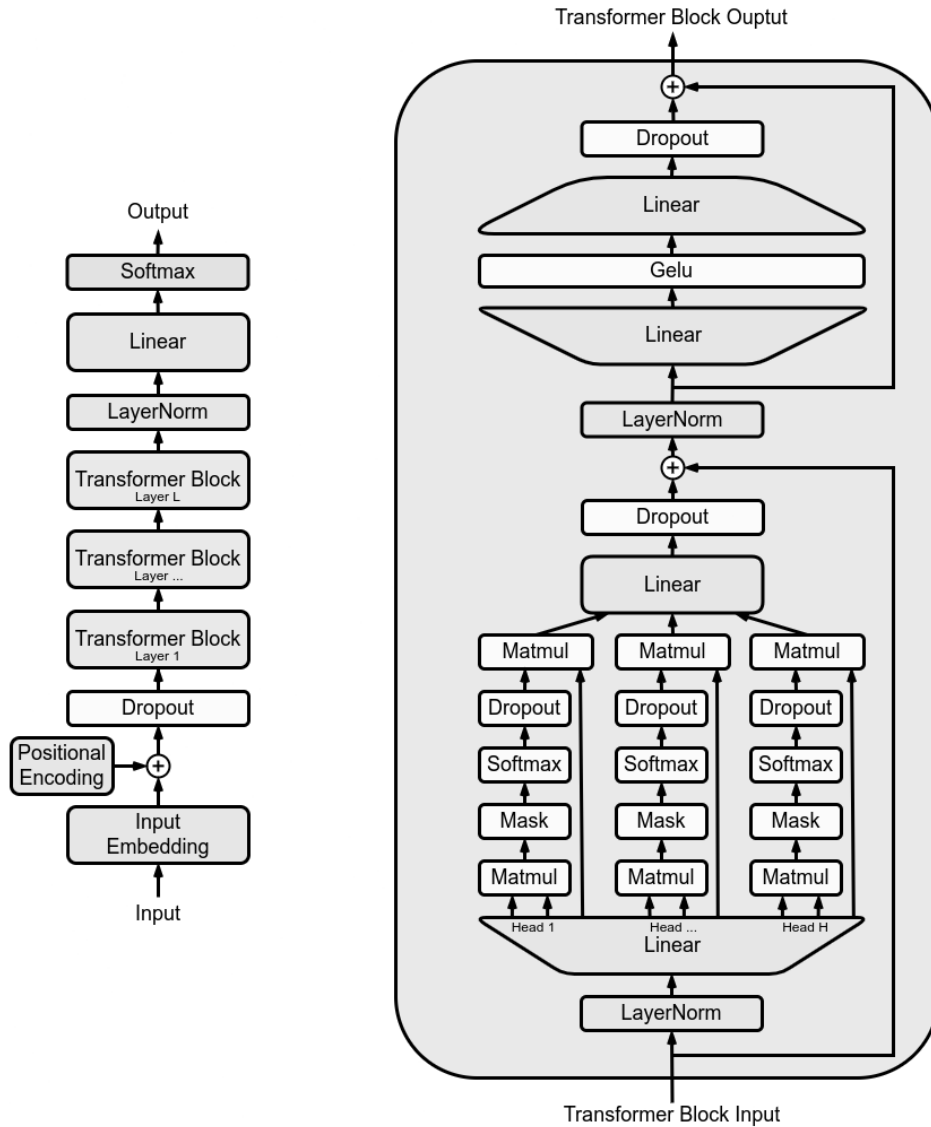 Output
Softmax
Linear
LayerNorm
Transformer Block
Layer L
Transformer Block
Layer ...
Transformer Block
Layer 1
Dropout
Positional
Encoding
+
Input
Embedding
Input
Transformer Block Ouptut
+
Dropout
Linear
Gelu
Linear
LayerNorm
+
Dropout
Linear
Matmul Matmul Matmul
Dropout Dropout Dropout
Softmax Softmax Softmax
Mask Mask Mask
Matmul Matmul Matmul
Head 1 Head ... Head H
Linear
LayerNorm
Transformer Block Input